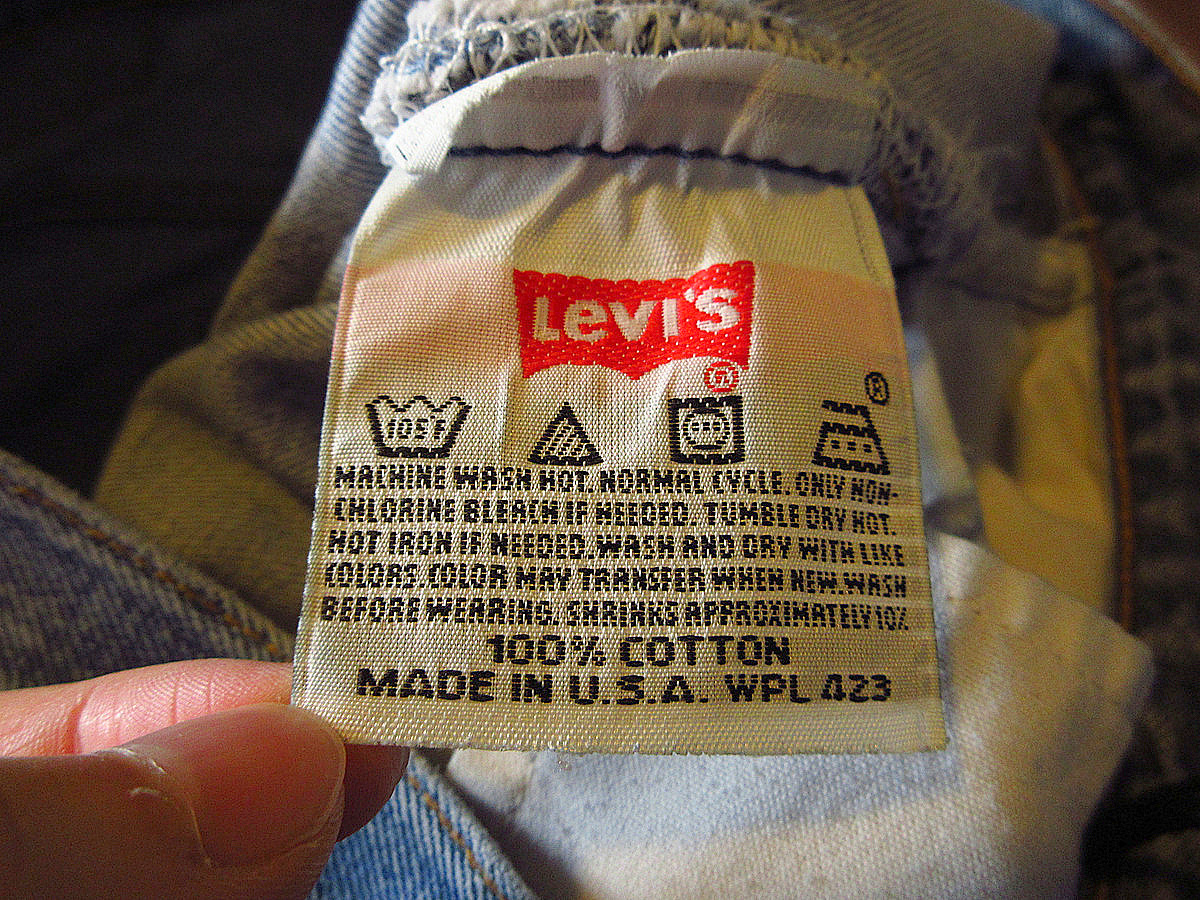 LEVI'S
®
®
105°F
MACHINE WASH HOT NORMAL CYCLE. ONLY NON-
CHLORINE BLEACH IF NEEDED. TUMBLE DRY HOT.
HOT IRON IF NEEDED. WASH AND DRY WITH LIKE
COLORS COLOR MAY TRANSFER WHEN NEW. WASH
BEFORE WEARING. SHRINKS APPROXIMATELY 10%
100% COTTON
MADE IN U.S.A. WPL 423